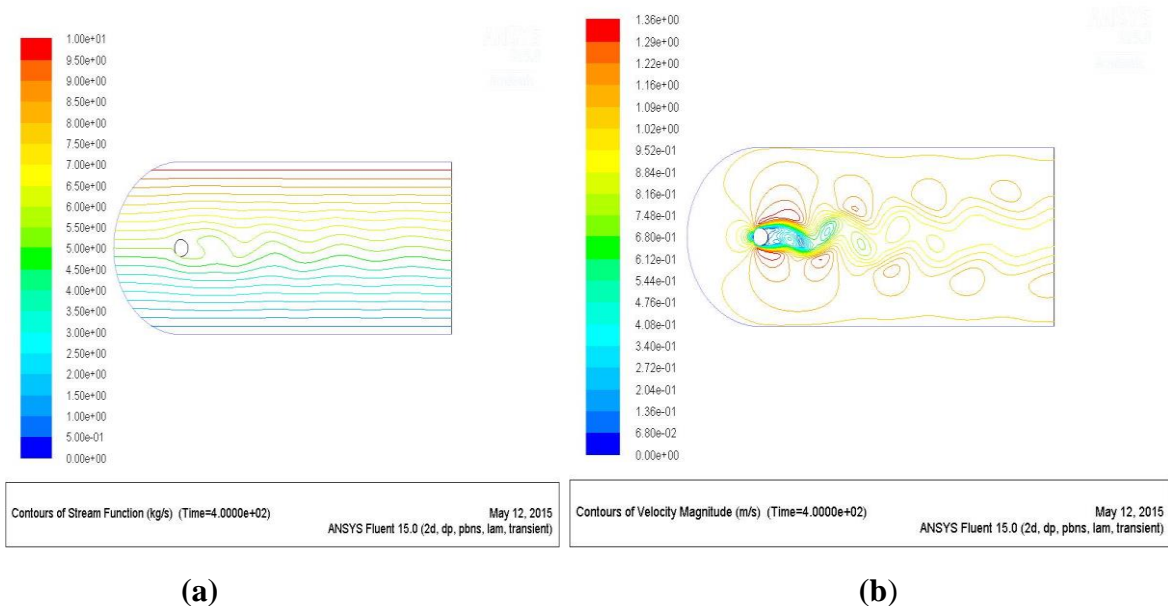 1.00e+01
9.50e+00
9.00e+00
8.50e+00
8.00e+00
7.50e+00
7.00e+00
6.50e+00
6.00e+00
5.50e+00
5.00e+00
4.50e+00
4.00e+00
3.50e+00
3.00e+00
2.50e+00
2.00e+00
1.50e+00
1.00e+00
5.00e-01
0.00e+00
Contours of Stream Function (kg/s) (Time=4.0000e+02)
May 12, 2015
ANSYS Fluent 15.0 (2d, dp, pbns, lam, transient)
(a)
1.36e+00
1.29e+00
1.22e+00
1.16e+00
1.09e+00
1.02e+00
9.52e-01
8.84e-01
8.16e-01
7.48e-01
6.80e-01
6.12e-01
5.44e-01
4.76e-01
4.08e-01
3.40e-01
2.72e-01
2.04e-01
1.36e-01
6.80e-02
0.00e+00
Contours of Velocity Magnitude (m/s) (Time=4.0000e+02)
May 12, 2015
ANSYS Fluent 15.0 (2d, dp, pbns, lam, transient)
(b)